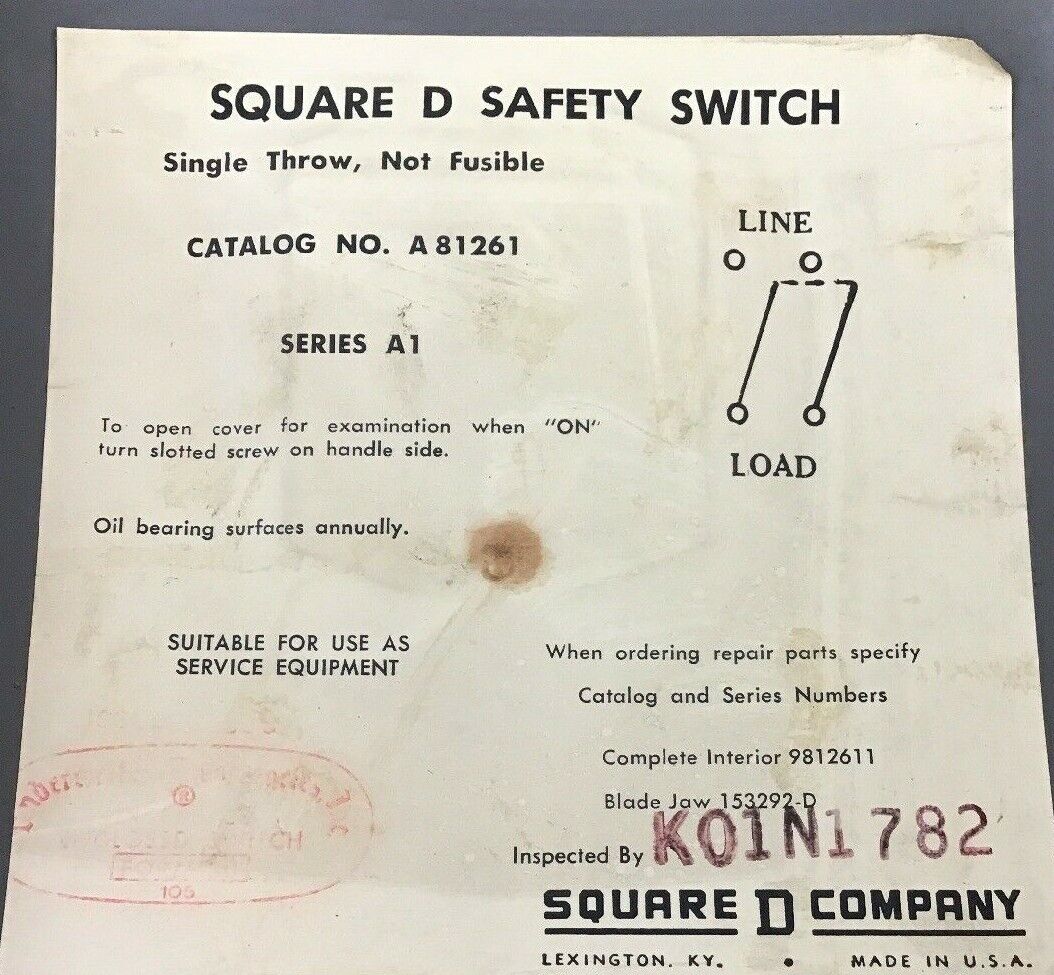 SQUARE D SAFETY SWITCH
Single Throw, Not Fusible
CATALOG NO. A 81261
SERIES A1
LINE
LOAD
To open cover for examination when "ON"
turn slotted screw on handle side.
Oil bearing surfaces annually.
SUITABLE FOR USE AS
SERVICE EQUIPMENT
When ordering repair parts specify
Catalog and Series Numbers
Complete Interior 9812611
Blade Jaw 153292-D
Inspected By K01N1782
®
106
SQUARE D COMPANY
LEXINGTON, KY. • MADE IN U.S.A.